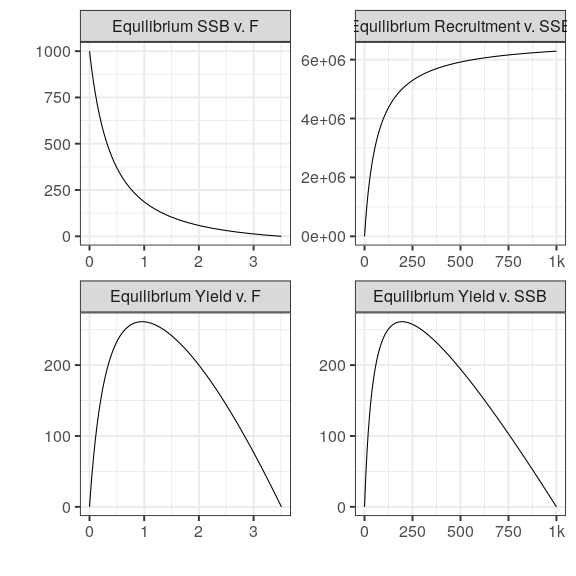 Equilibrium SSB v. F
Equilibrium Recruitment v. SSB
1000
750
500
250
0
6e+06
4e+06
2e+06
0e+00
0 1 2 3
0 250 500 750 1k
Equilibrium Yield v. F
Equilibrium Yield v. SSB
200
100
0
200
100
0
0 1 2 3
0 250 500 750 1k